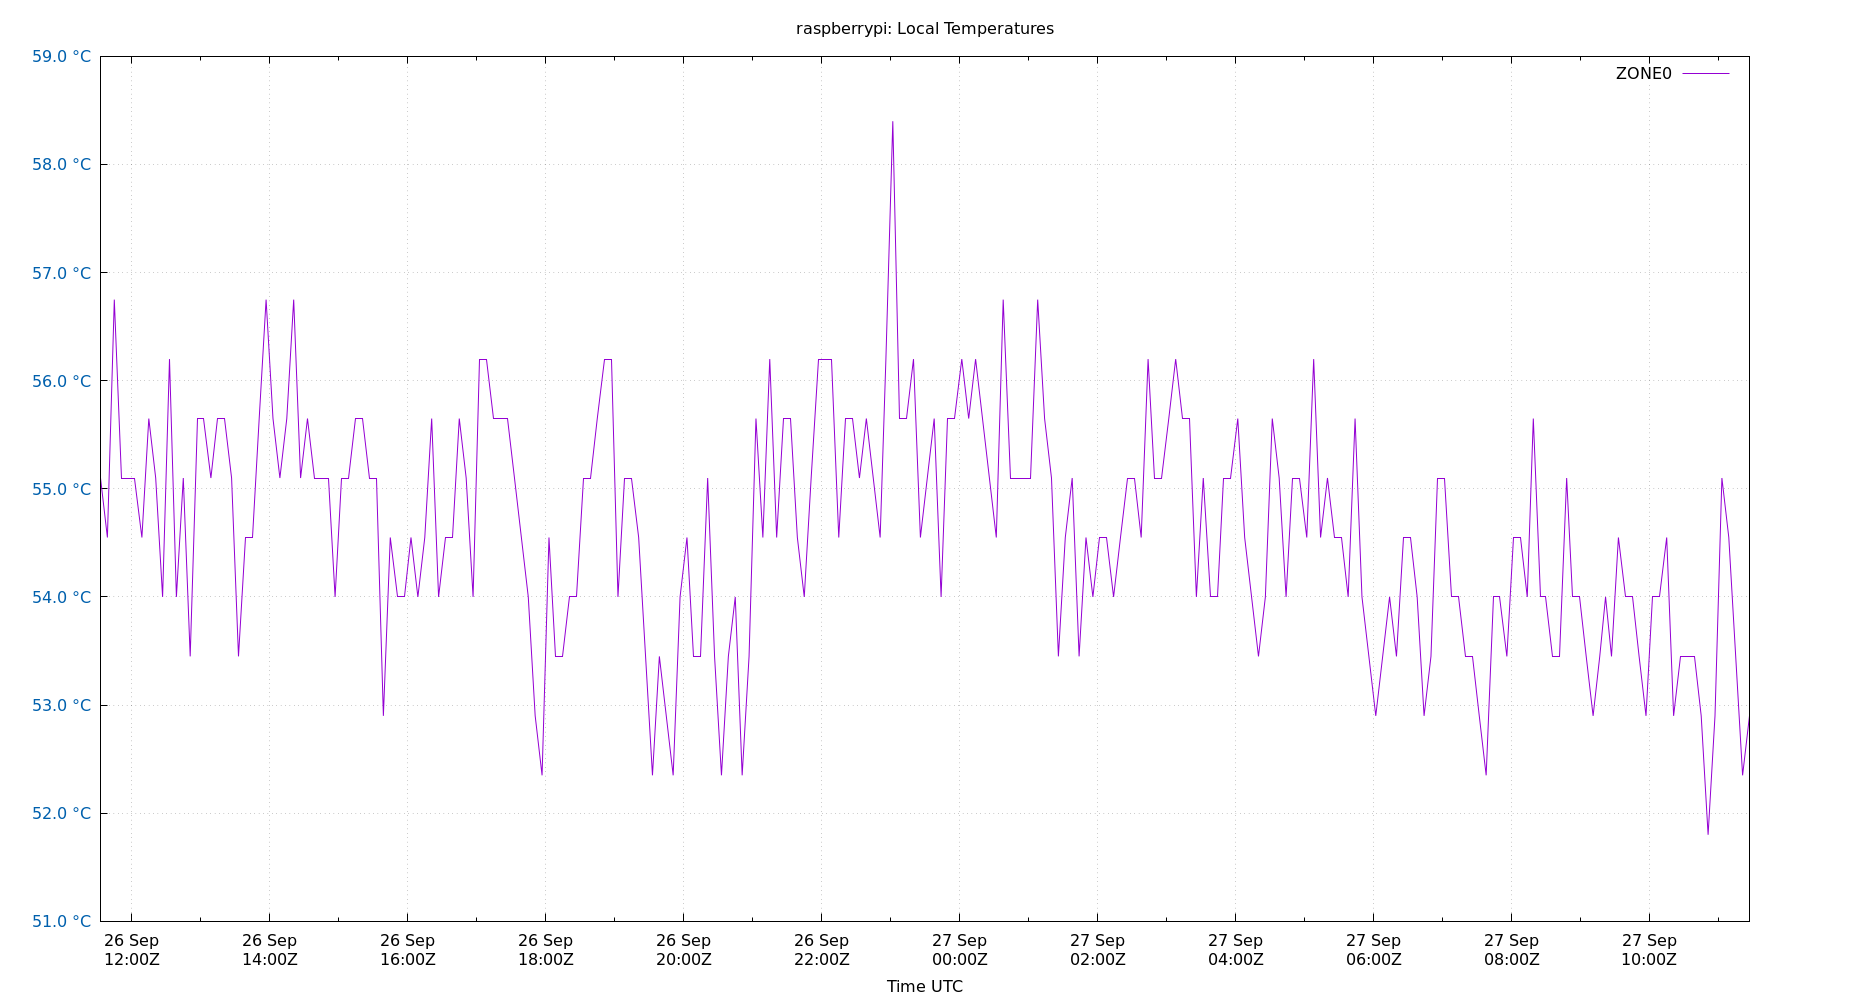 raspberrypi: Local Temperatures
59.0 °C
ZONE0
58.0 °C
57.0 °C
56.0 °C
55.0 °C
54.0 °C
53.0 °C
52.0 °C
51.0 °C
26 Sep 26 Sep 26 Sep 26 Sep 26 Sep 26 Sep 27 Sep 27 Sep 27 Sep 27 Sep 27 Sep 27 Sep
12:00Z 14:00Z 16:00Z 18:00Z 20:00Z 22:00Z 00:00Z 02:00Z 04:00Z 06:00Z 08:00Z 10:00Z
Time UTC